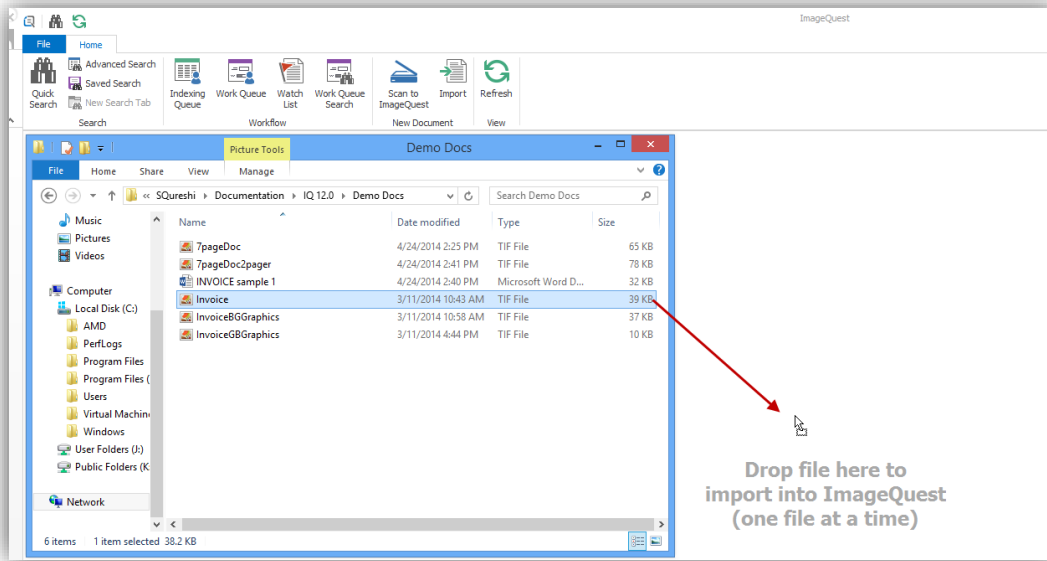 ImageQuest
File Home
Quick Search
Advanced Search
Saved Search
New Search Tab
Indexing Queue
Work Queue
Watch List
Work Queue Search
Scan to ImageQuest
Import
Refresh
Search Workflow New Document View
Picture Tools Demo Docs
File Home Share View Manage
« SQureshi Documentation IQ 12.0 Demo Docs Search Demo Docs
Music
Pictures
Videos
Computer
Local Disk (C:)
AMD
PerfLogs
Program Files
Program Files (
Users
Virtual Machin
Windows
User Folders (J:)
Public Folders (K
Network
Name Date modified Type Size
7pageDoc 4/24/2014 2:25 PM TIF File 65 KB
7pageDoc2pager 4/24/2014 2:41 PM TIF File 78 KB
INVOICE sample 1 4/24/2014 2:40 PM Microsoft Word D... 32 KB
Invoice 3/11/2014 10:43 AM TIF File 39 KB
InvoiceBGGraphics 3/11/2014 10:58 AM TIF File 37 KB
InvoiceGBGraphics 3/11/2014 4:44 PM TIF File 10 KB
6 items 1 item selected 38.2 KB
Drop file here to
import into ImageQuest
(one file at a time)